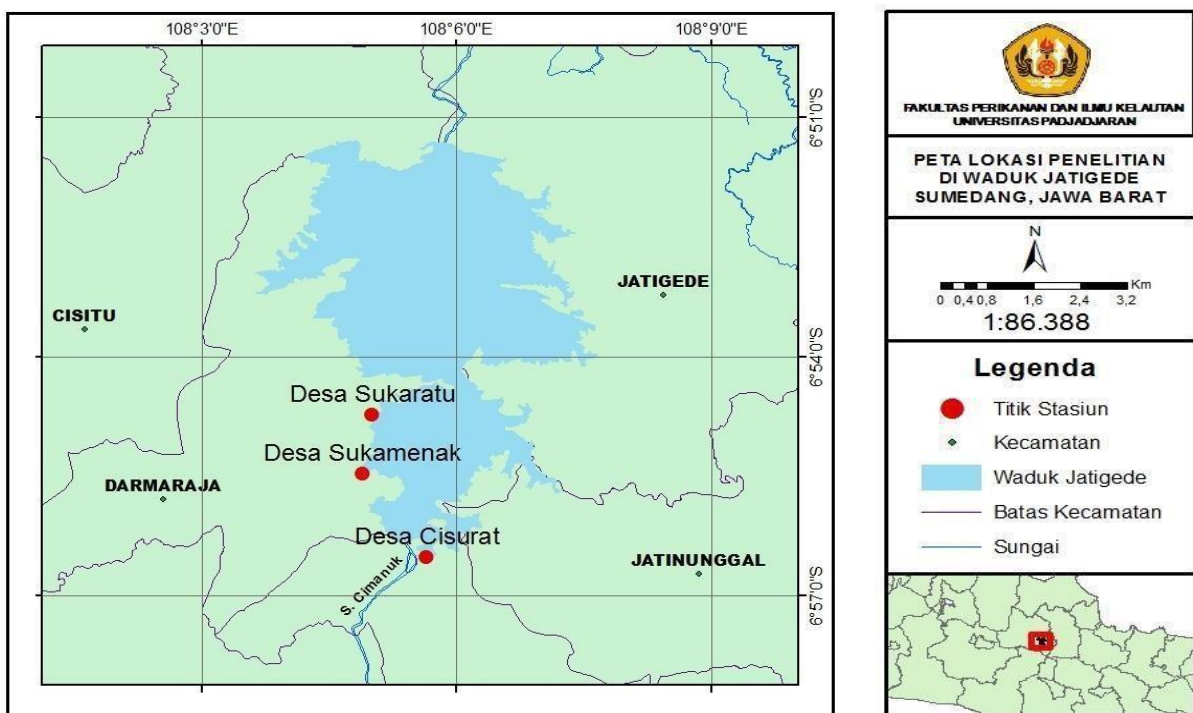 108°3'0"E
108°6'0"E
108°9'0"E
6°51'0"S
6°54'0"S
6°57'0"S
CISITU
JATIGEDE
Desa Sukaratu
Desa Sukamenak
DARMARAJA
Desa Cisurat
JATINUNGGAL
S. Cimanuk
FAKULTAS PERIKANAN DAN ILMU KELAUTAN
UNIVERSITAS PADJADJARAN
PETA LOKASI PENELITIAN
DI WADUK JATIGEDE
SUMEDANG, JAWA BARAT
N
0 0,4 0,8 1,6 2,4 3,2 Km
1:86.388
Legenda
Titik Stasiun
Kecamatan
Waduk Jatigede
Batas Kecamatan
Sungai